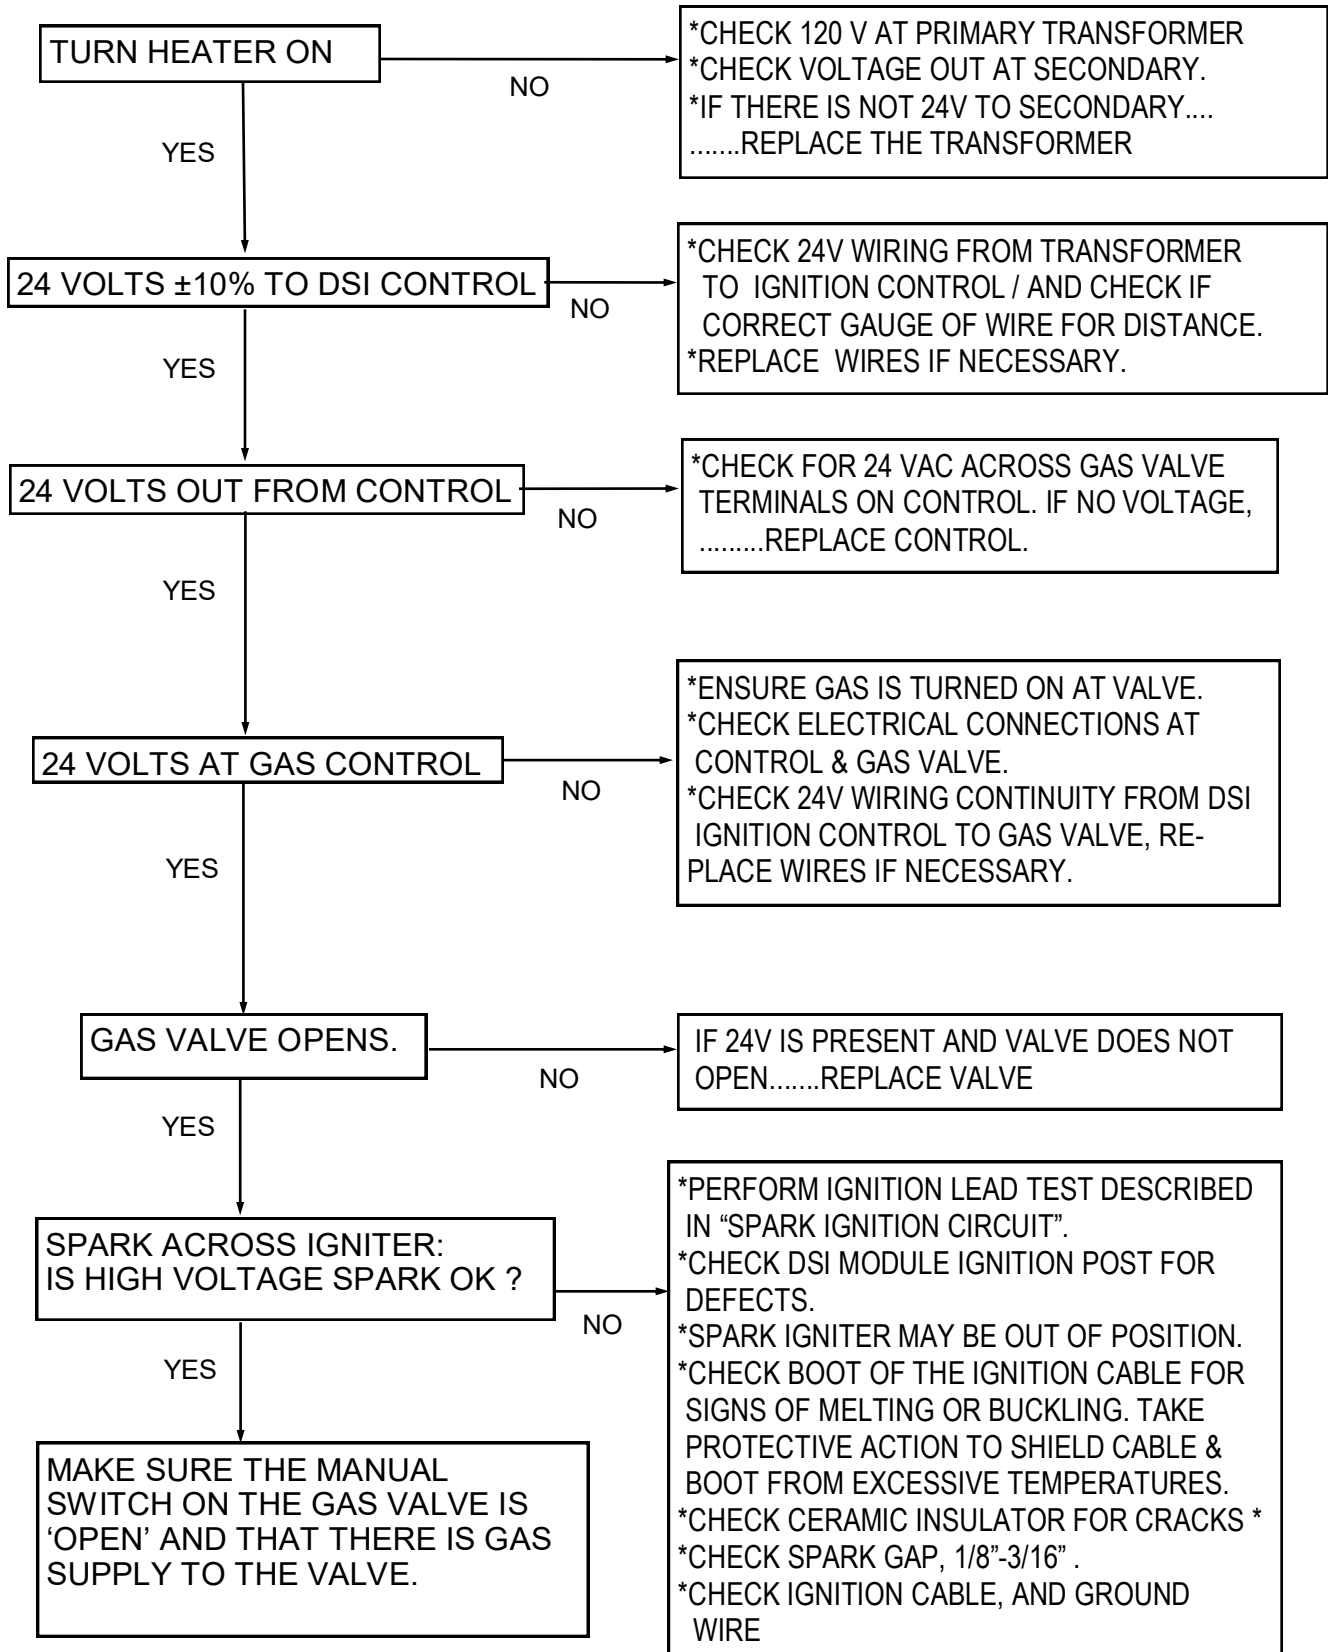 TURN HEATER ON
NO
*CHECK 120 V AT PRIMARY TRANSFORMER
*CHECK VOLTAGE OUT AT SECONDARY.
*IF THERE IS NOT 24V TO SECONDARY....
.......REPLACE THE TRANSFORMER
YES
24 VOLTS ±10% TO DSI CONTROL
NO
*CHECK 24V WIRING FROM TRANSFORMER
TO IGNITION CONTROL / AND CHECK IF
CORRECT GAUGE OF WIRE FOR DISTANCE.
*REPLACE WIRES IF NECESSARY.
YES
24 VOLTS OUT FROM CONTROL
NO
*CHECK FOR 24 VAC ACROSS GAS VALVE
TERMINALS ON CONTROL. IF NO VOLTAGE,
.........REPLACE CONTROL.
YES
24 VOLTS AT GAS CONTROL
NO
*ENSURE GAS IS TURNED ON AT VALVE.
*CHECK ELECTRICAL CONNECTIONS AT
CONTROL & GAS VALVE.
*CHECK 24V WIRING CONTINUITY FROM DSI
IGNITION CONTROL TO GAS VALVE, RE-
PLACE WIRES IF NECESSARY.
YES
GAS VALVE OPENS.
NO
IF 24V IS PRESENT AND VALVE DOES NOT
OPEN.......REPLACE VALVE
YES
SPARK ACROSS IGNITER:
IS HIGH VOLTAGE SPARK OK ?
NO
*PERFORM IGNITION LEAD TEST DESCRIBED
IN “SPARK IGNITION CIRCUIT”.
*CHECK DSI MODULE IGNITION POST FOR
DEFECTS.
*SPARK IGNITER MAY BE OUT OF POSITION.
*CHECK BOOT OF THE IGNITION CABLE FOR
SIGNS OF MELTING OR BUCKLING. TAKE
PROTECTIVE ACTION TO SHIELD CABLE &
BOOT FROM EXCESSIVE TEMPERATURES.
*CHECK CERAMIC INSULATOR FOR CRACKS *
*CHECK SPARK GAP, 1/8”-3/16” .
*CHECK IGNITION CABLE, AND GROUND
WIRE
YES
MAKE SURE THE MANUAL
SWITCH ON THE GAS VALVE IS
‘OPEN’ AND THAT THERE IS GAS
SUPPLY TO THE VALVE.